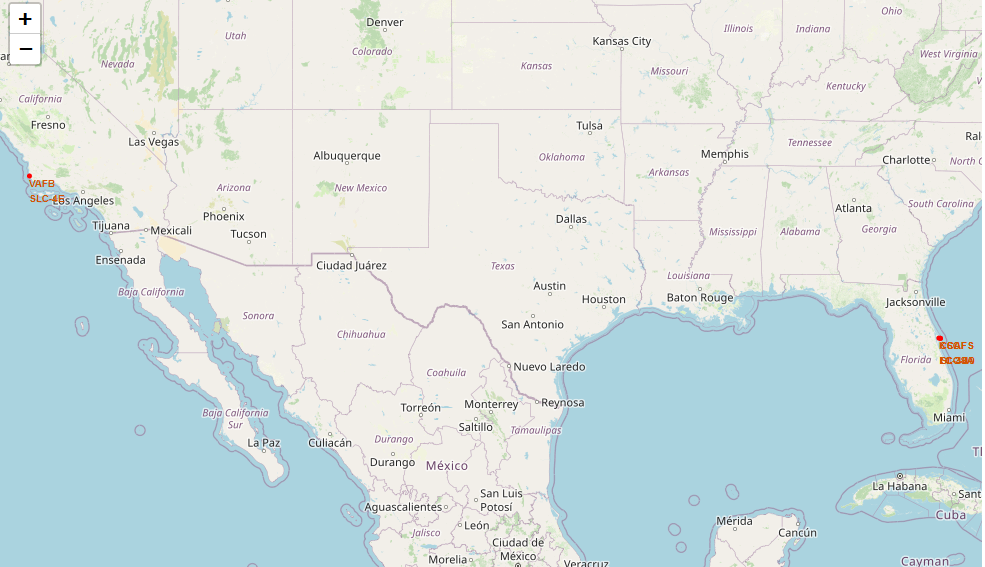 +
−
Denver
Ohio
Utah
Illinois
Indiana
Kansas City
Nevada
Colorado
West Virginia
Kansas
Missouri
Kentucky
California
Fresno
Las Vegas
Tulsa
Tennessee
Albuquerque
Memphis
Charlotte
Oklahoma
Arkansas
VAFB
SLC-4E
Los Angeles
Arizona
New Mexico
Phoenix
Atlanta
South Carolina
Tijuana
Mexicali
Tucson
Dallas
Mississippi
Alabama
Georgia
Ensenada
Ciudad Juárez
Texas
Louisiana
Baja California
Austin
Houston
Baton Rouge
Jacksonville
Sonora
San Antonio
Chihuahua
Florida
Nuevo Laredo
Coahuila
Baja California
Sur
Torreón
Monterrey
Reynosa
Miami
Saltillo
Tamaulipas
La Paz
Culiacán
Durango
Durango
México
La Habana
Aguascalientes
San Luis
Potosí
Cuba
León
Mérida
Cancún
Jalisco
Ciudad de
México
Morelia
Veracruz
Cayman